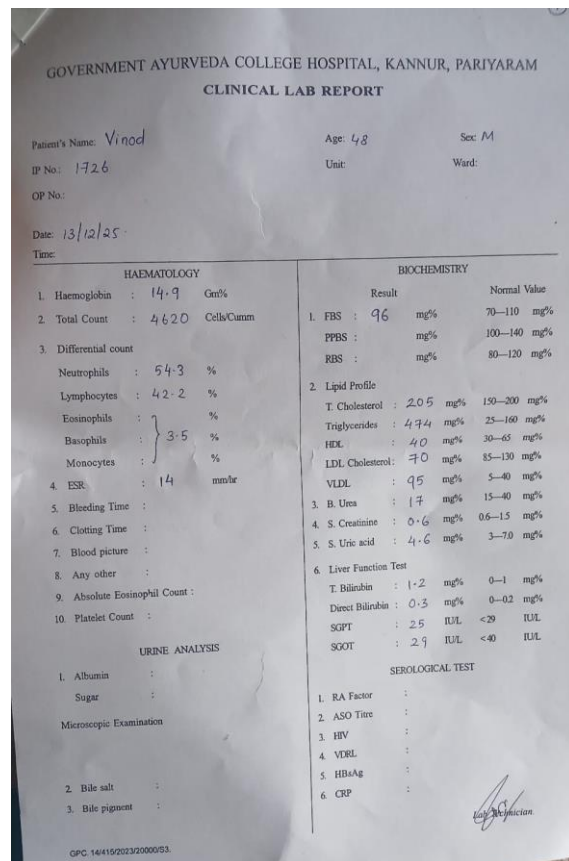 GOVERNMENT AYURVEDA COLLEGE HOSPITAL, KANNUR, PARIYARAM
CLINICAL LAB REPORT
Patient's Name: Vinod Age: 48 Sex: M
IP No.: 1726 Unit: Ward:
OP No.:
Date: 13/12/25.
Time:
HAEMATOLOGY
1. Haemoglobin : 14.9 Gm%
2 Total Count : 4620 Cells/Cumm
3. Differential count
Neutrophils : 54.3 %
Lymphocytes : 42.2 %
Eosinophils : %
Basophils : 3.5 %
Monocytes : %
4. ESR : 14 mm/hr
5. Bleeding Time :
6. Clotting Time :
7. Blood picture :
8. Any other :
9. Absolute Eosinophil Count :
10. Platelet Count :
URINE ANALYSIS
1. Albumin :
Sugar :
Microscopic Examination
2. Bile salt :
3. Bile pigment :
GPC. 14/415/2023/20000/S3.
BIOCHEMISTRY
Result Normal Value
1. FBS : 96 mg% 70—110 mg%
PPBS : mg% 100—140 mg%
RBS : mg% 80—120 mg%
2. Lipid Profile
T. Cholesterol : 205 mg% 150—200 mg%
Triglycerides : 474 mg% 25—160 mg%
HDL : 40 mg% 30—65 mg%
LDL Cholesterol : 70 mg% 85—130 mg%
VLDL : 95 mg% 5—40 mg%
3. B. Urea : 17 mg% 15—40 mg%
4. S. Creatinine : 0.6 mg% 0.6—1.5 mg%
5. S. Uric acid : 4.6 mg% 3—7.0 mg%
6. Liver Function Test
T. Bilirubin : 1.2 mg% 0—1 mg%
Direct Bilirubin : 0.3 mg% 0—0.2 mg%
SGPT : 25 IU/L <29 IU/L
SGOT : 29 IU/L <40 IU/L
SEROLOGICAL TEST
1. RA Factor :
2 ASO Titre :
3. HIV :
4. VDRL :
5. HBsAg :
6. CRP :
Lab Technician.